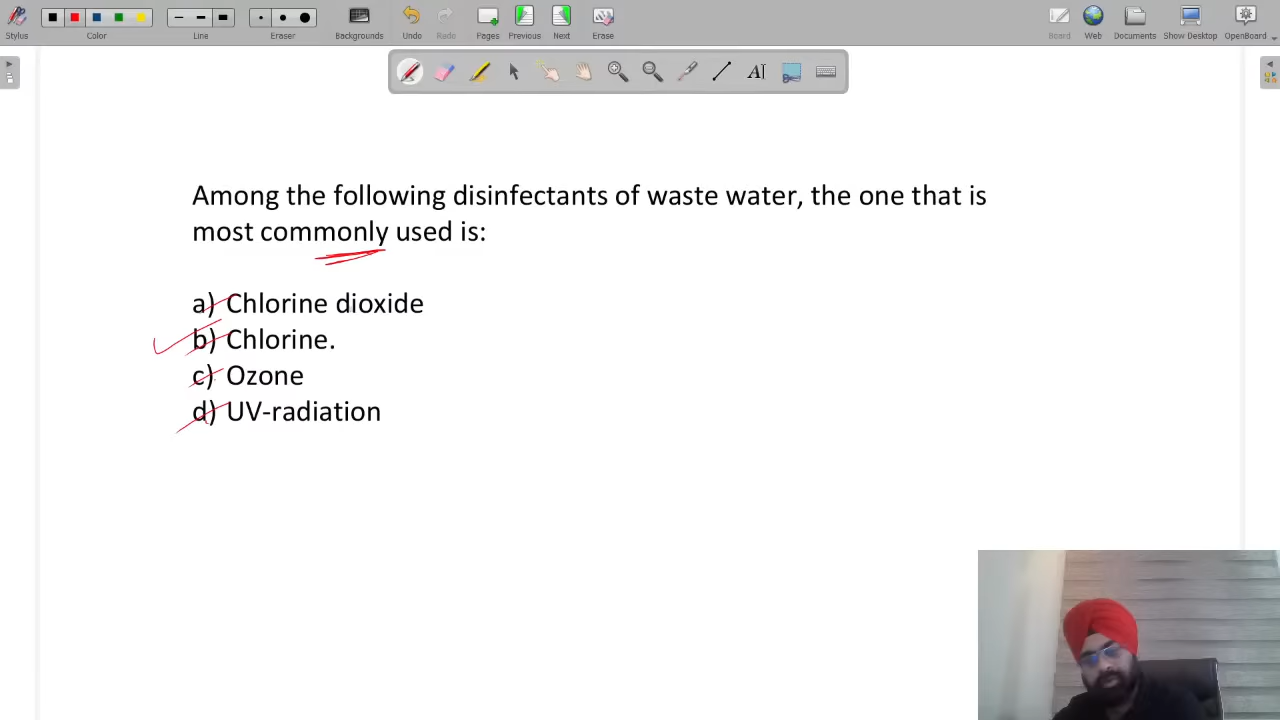 Stylus
Color
Line
Eraser
Backgrounds
Undo
Redo
Pages
Previous
Next
Erase
Board
Web
Documents
Show Desktop
OpenBoard
Among the following disinfectants of waste water, the one that is
most commonly used is:
a) Chlorine dioxide
b) Chlorine.
c) Ozone
d) UV-radiation